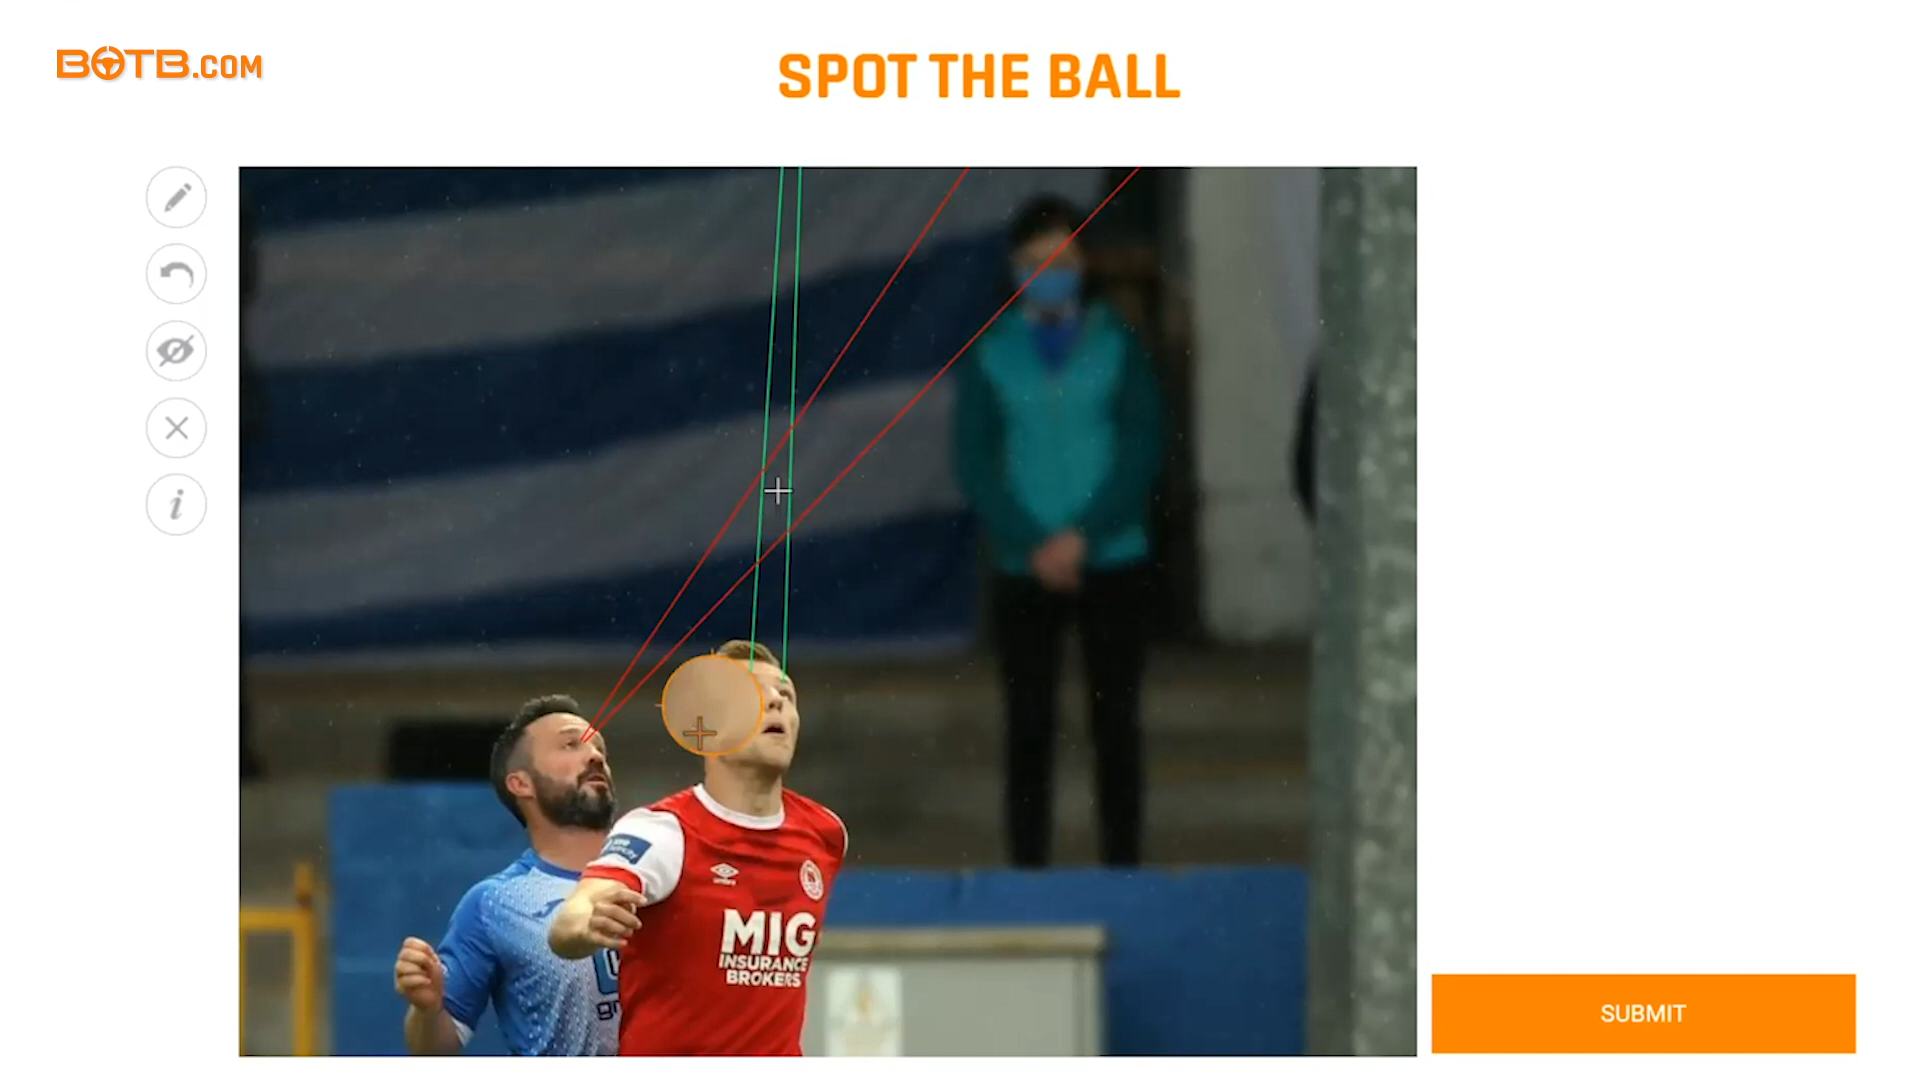 BOTB.COM
SPOT THE BALL
i
MIG
INSURANCE
BROKERS
umbro
SUBMIT